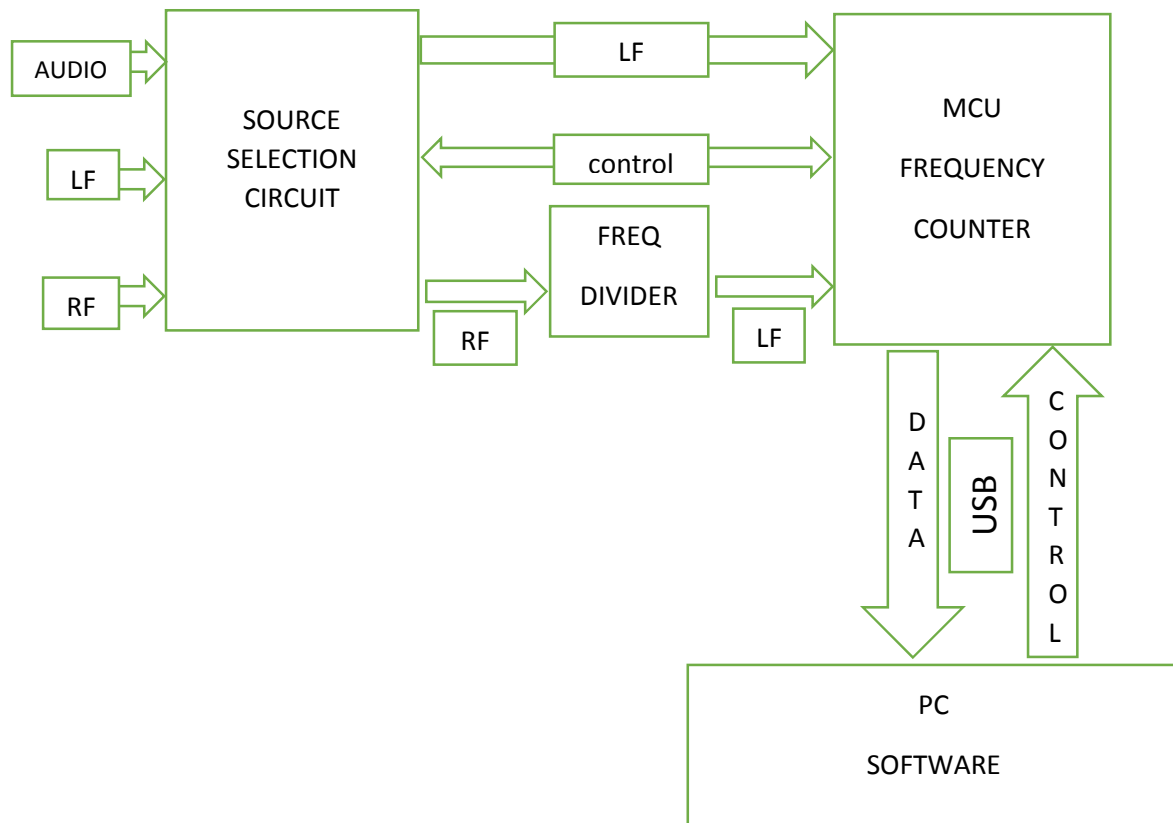 AUDIO
LF
RF
SOURCE
SELECTION
CIRCUIT
LF
control
FREQ
DIVIDER
RF
LF
MCU
FREQUENCY
COUNTER
DATA
USB
CONTROL
PC
SOFTWARE